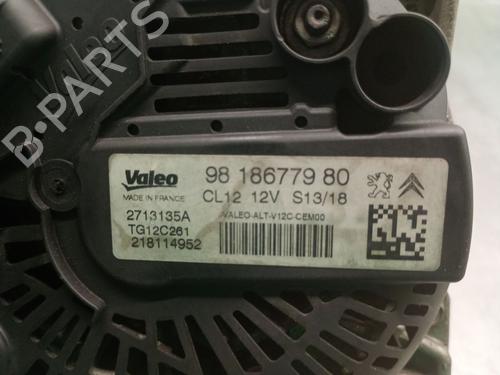 B-PARTS
Valeo
98 186779 80
MADE IN FRANCE
CL12 12V S13/18
2713135A
VALEO-ALT-V12C-CEM00
TG12C261
218114952